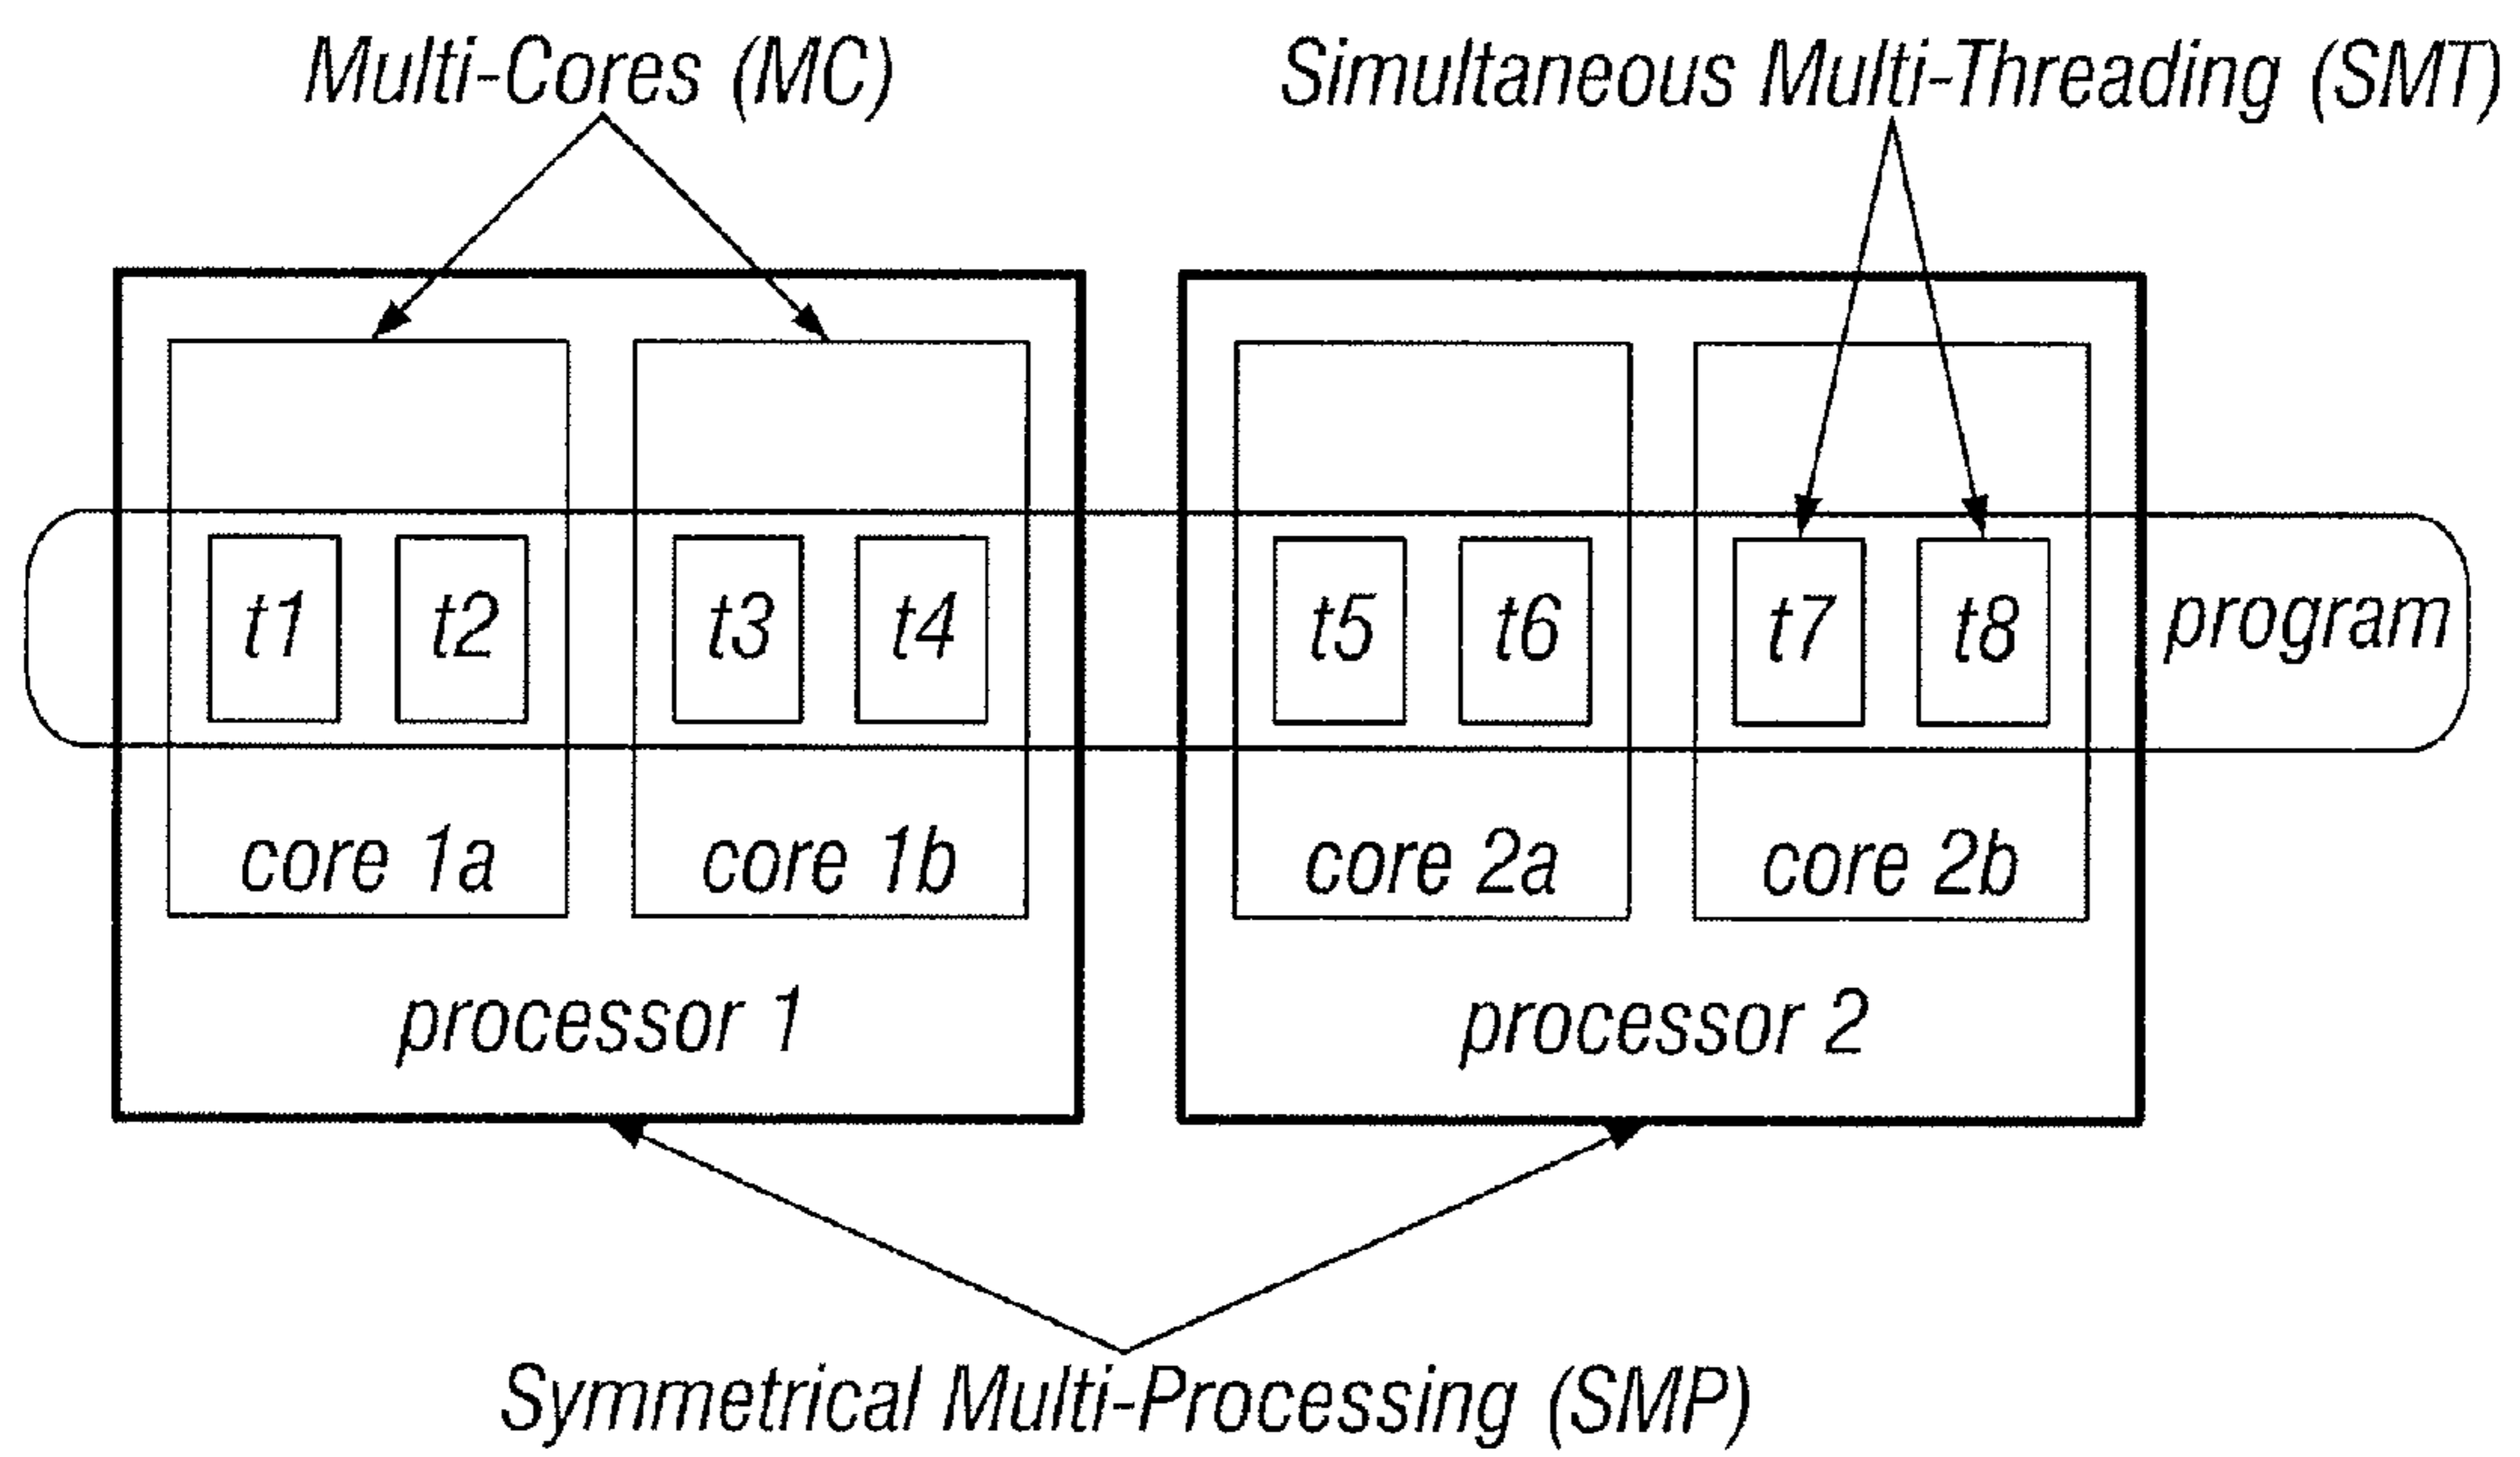 Multi-Cores (MC)
Simultaneous Multi-Threading (SMT)
t1 t2 t3 t4 t5 t6 t7 t8 program
core 1a core 1b core 2a core 2b
processor 1 processor 2
Symmetrical Multi-Processing (SMP)